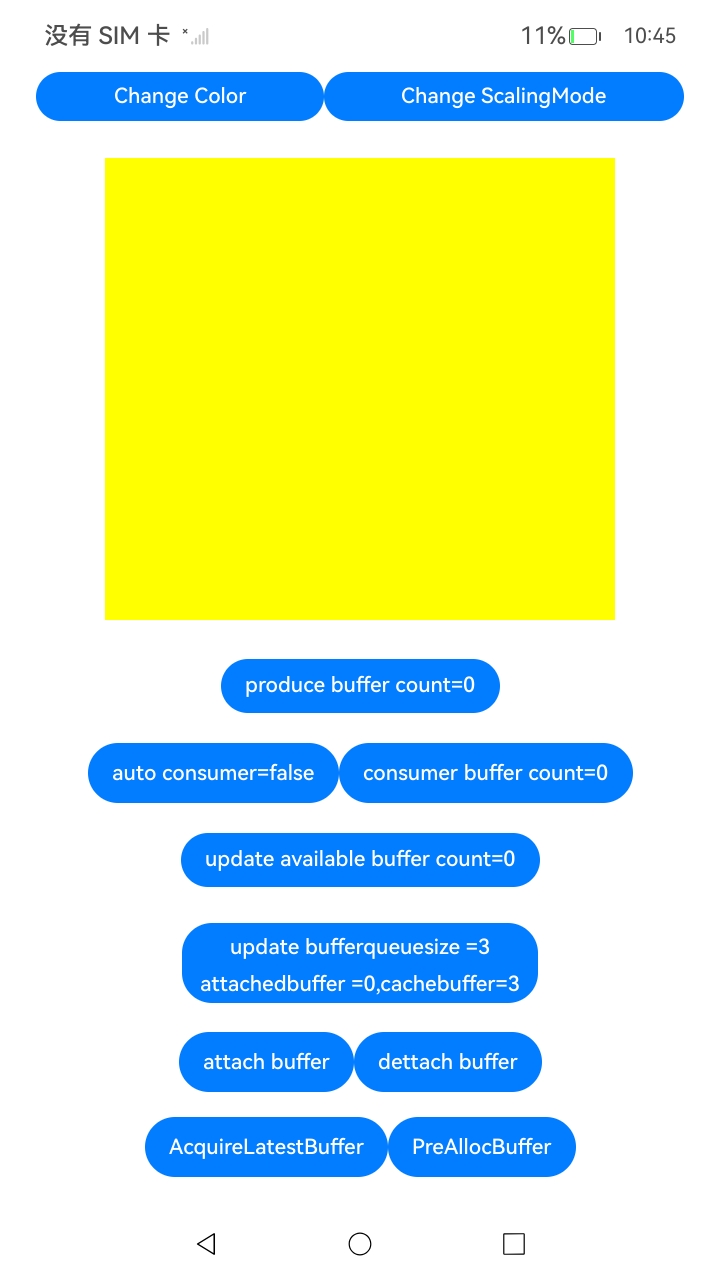 没有 SIM 卡 11% 10:45
Change Color Change ScalingMode
produce buffer count=0
auto consumer=false consumer buffer count=0
update available buffer count=0
update bufferqueuesize =3
attachedbuffer =0,cachebuffer=3
attach buffer dettach buffer
AcquireLatestBuffer PreAllocBuffer